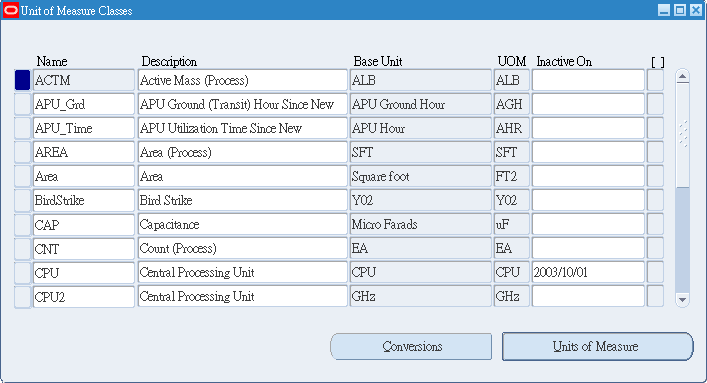 Unit of Measure Classes
Name Description Base Unit UOM Inactive On [ ]
ACTM Active Mass (Process) ALB ALB
APU_Grd APU Ground (Transit) Hour Since New APU Ground Hour AGH
APU_Time APU Utilization Time Since New APU Hour AHR
AREA Area (Process) SFT SFT
Area Area Square foot FT2
BirdStrike Bird Strike Y02 Y02
CAP Capacitance Micro Farads uF
CNT Count (Process) EA EA
CPU Central Processing Unit CPU CPU 2003/10/01
CPU2 Central Processing Unit GHz GHz
Conversions Units of Measure